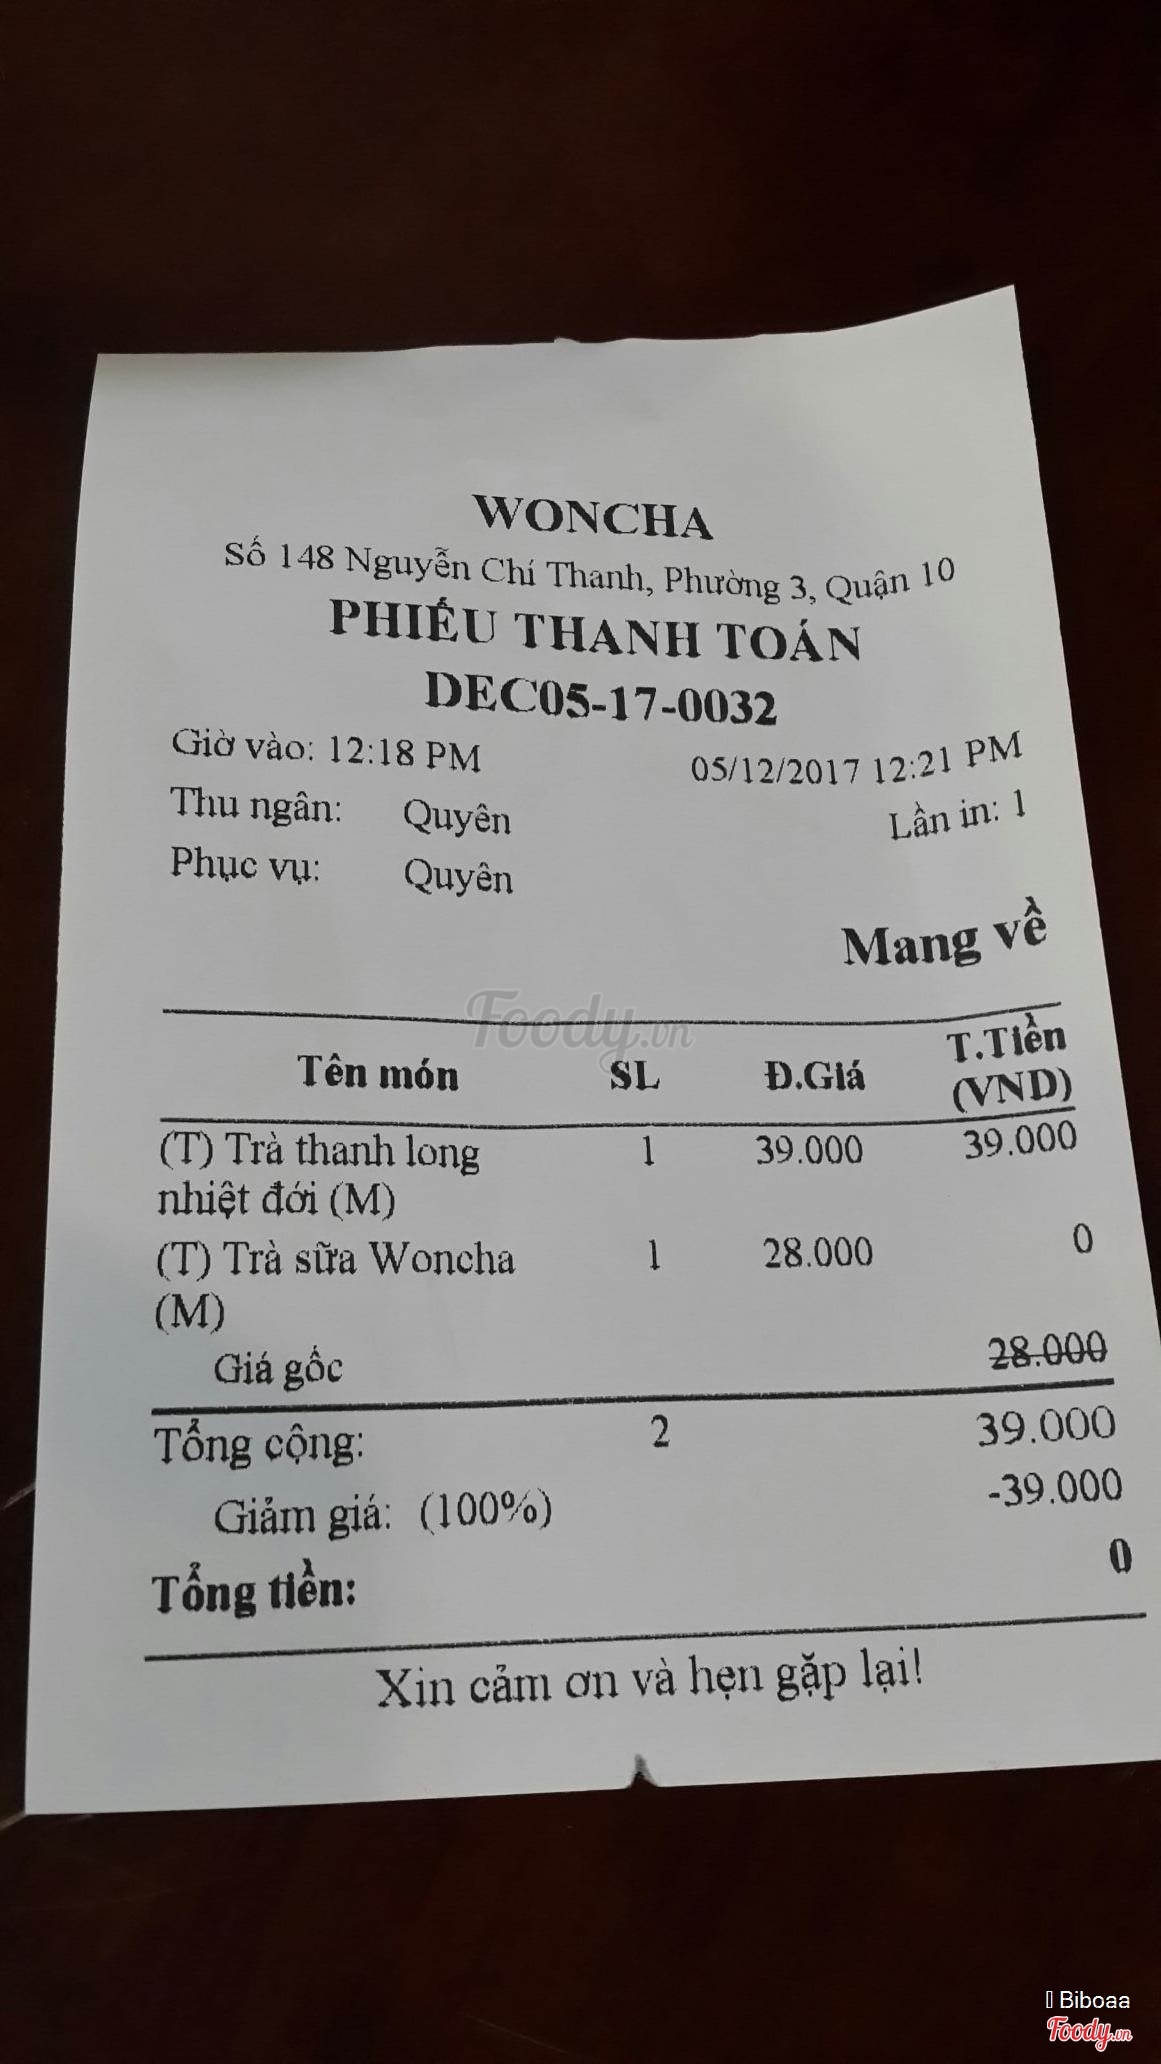 WONCHA
Số 148 Nguyễn Chí Thanh, Phường 3, Quận 10
PHIẾU THANH TOÁN
DEC05-17-0032
Giờ vào: 12:18 PM 05/12/2017 12:21 PM
Thu ngân: Quyên Lần in: 1
Phục vụ: Quyên
Mang về
Foody.vn
Tên món SL Đ.Giá T.Tiền
(VND)
(T) Trà thanh long 1 39.000 39.000
nhiệt đới (M)
(T) Trà sữa Woncha 1 28.000 0
(M)
Giá gốc 28.000
Tổng cộng: 2 39.000
Giảm giá: (100%) -39.000
Tổng tiền: 0
Xin cảm ơn và hẹn gặp lại!
Biboaa
Foody.vn